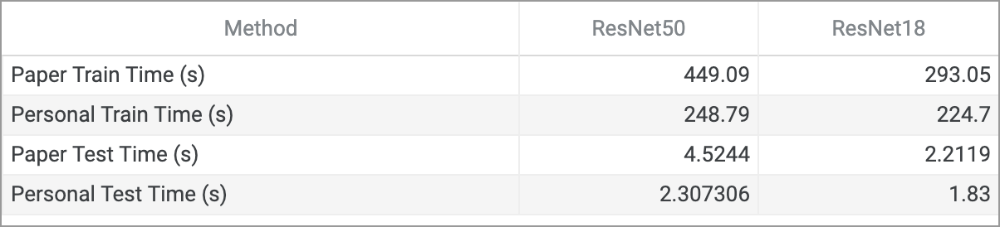 Method ResNet50 ResNet18
Paper Train Time (s) 449.09 293.05
Personal Train Time (s) 248.79 224.7
Paper Test Time (s) 4.5244 2.2119
Personal Test Time (s) 2.307306 1.83